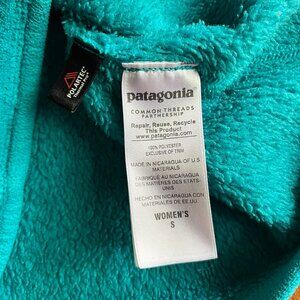 POLARTEC
patagonia
COMMON THREADS
PARTNERSHIP
Repair, Reuse, Recycle
This Product
www.patagonia.com
100% POLYESTER
EXCLUSIVE OF TRIM
MADE IN NICARAGUA OF U.S.
MATERIALS
FABRIQUÉ AU NICARAGUA
DES MATIÈRES DES ÉTATS-
UNIS
HECHO EN NICARAGUA CON
MATERIALES DE EE.UU.
WOMEN'S
S